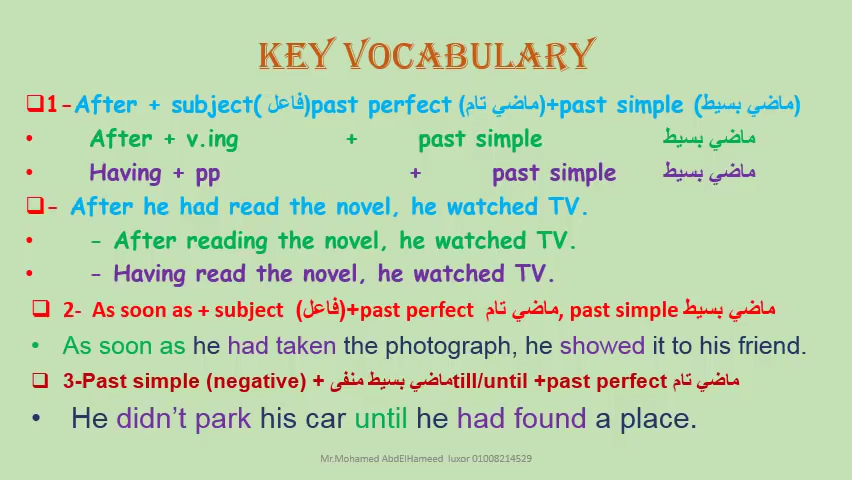 KEY VOCABULARY
❑1-After + subject( فاعل)past perfect (ماضي تام)+past simple (ماضي بسيط)
• After + v.ing + past simple ماضي بسيط
• Having + pp + past simple ماضي بسيط
❑- After he had read the novel, he watched TV.
• - After reading the novel, he watched TV.
• - Having read the novel, he watched TV.
❑ 2- As soon as + subject (فاعل)+past perfect ماضي تام, past simple ماضي بسيط
• As soon as he had taken the photograph, he showed it to his friend.
❑ 3-Past simple (negative) + ماضي بسيط منفى till/until +past perfect ماضي تام
• He didn’t park his car until he had found a place.
Mr.Mohamed AbdElHameed luxor 01008214529